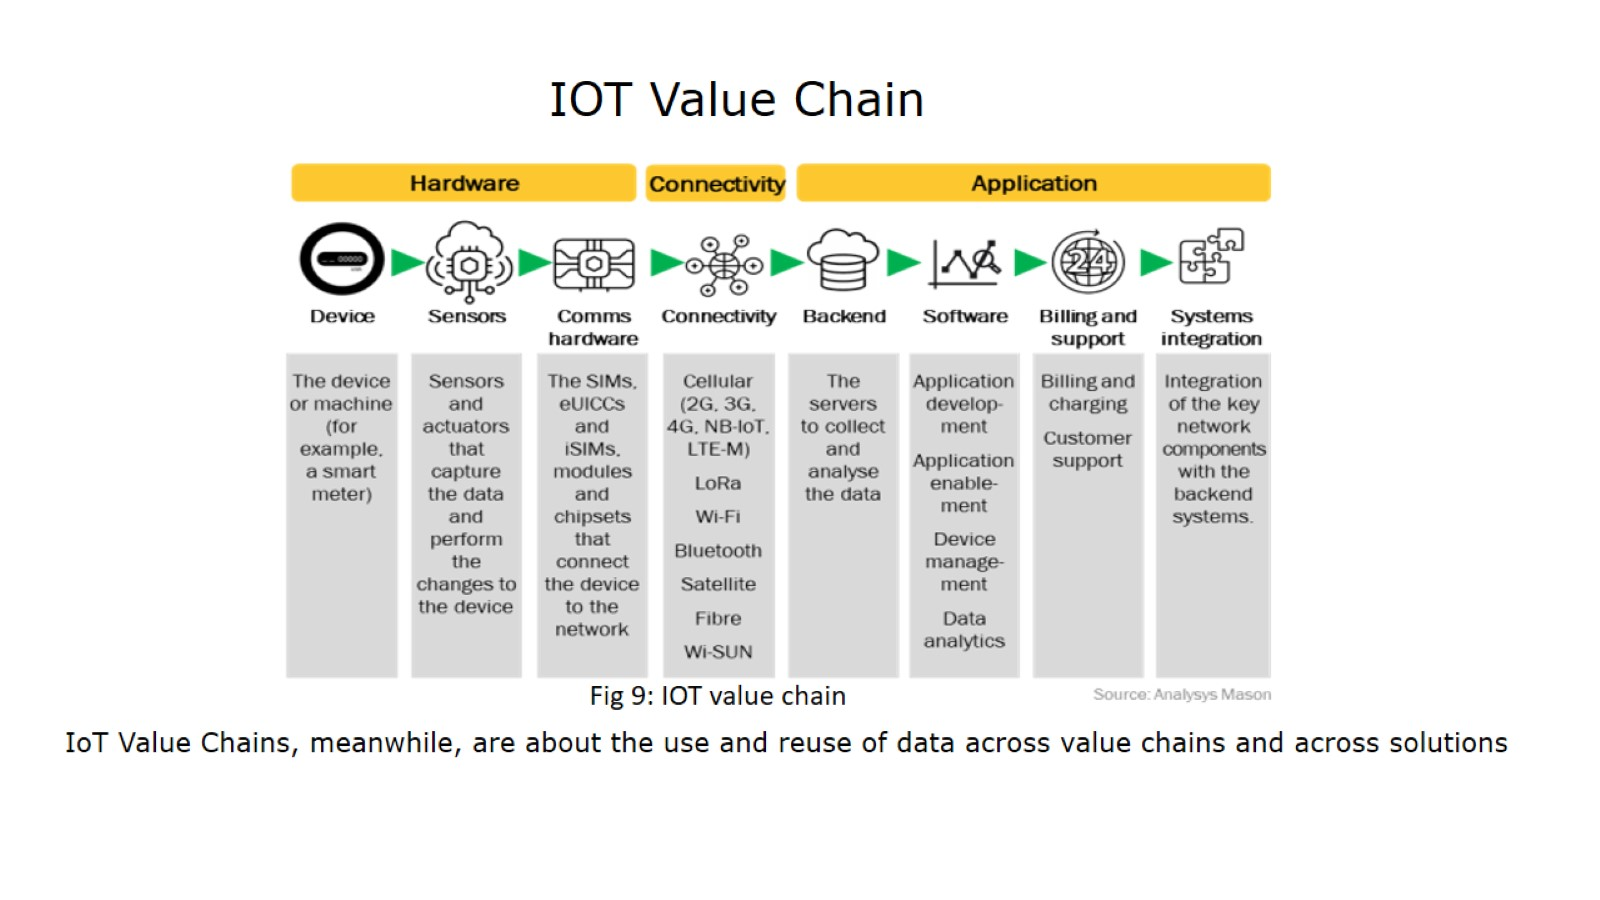 IOT Value Chain
Hardware
Connectivity
Application
00000
24
Device
Sensors
Comms
hardware
Connectivity
Backend
Software
Billing and
support
Systems
integration
The device
or machine
(for
example,
a smart
meter)
Sensors
and
actuators
that
capture
the data
and
perform
the
changes to
the device
The SIMs,
eUICCs
and
iSIMs,
modules
and
chipsets
that
connect
the device
to the
network
Cellular
(2G, 3G,
4G, NB-IoT,
LTE-M)
LoRa
Wi-Fi
Bluetooth
Satellite
Fibre
Wi-SUN
The
servers
to collect
and
analyse
the data
Application
develop-
ment
Application
enable-
ment
Device
manage-
ment
Data
analytics
Billing and
charging
Customer
support
Integration
of the key
network
components
with the
backend
systems.
Fig 9: IOT value chain
Source: Analysys Mason
IoT Value Chains, meanwhile, are about the use and reuse of data across value chains and across solutions